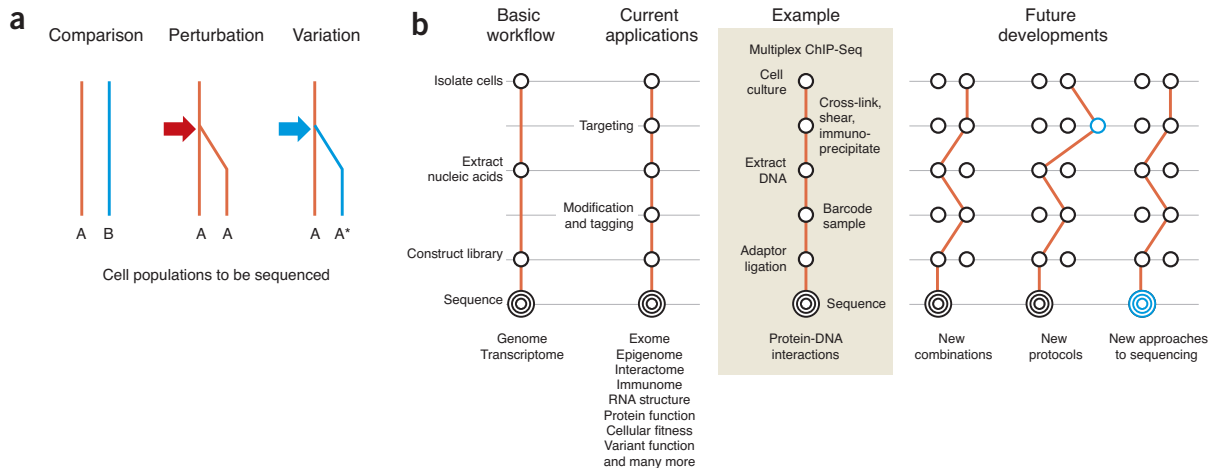 a
Comparison
Perturbation
Variation
A
B
A
A
A
A*
Cell populations to be sequenced
b
Basic
workflow
Current
applications
Example
Future
developments
Multiplex ChIP-Seq
Isolate cells
Targeting
Extract
nucleic acids
Modification
and tagging
Construct library
Sequence
Cell
culture
Cross-link,
shear,
immuno-
precipitate
Extract
DNA
Barcode
sample
Adaptor
ligation
Sequence
Genome
Transcriptome
Exome
Epigenome
Interactome
Immunome
RNA structure
Protein function
Cellular fitness
Variant function
and many more
Protein-DNA
interactions
New
combinations
New
protocols
New approaches
to sequencing